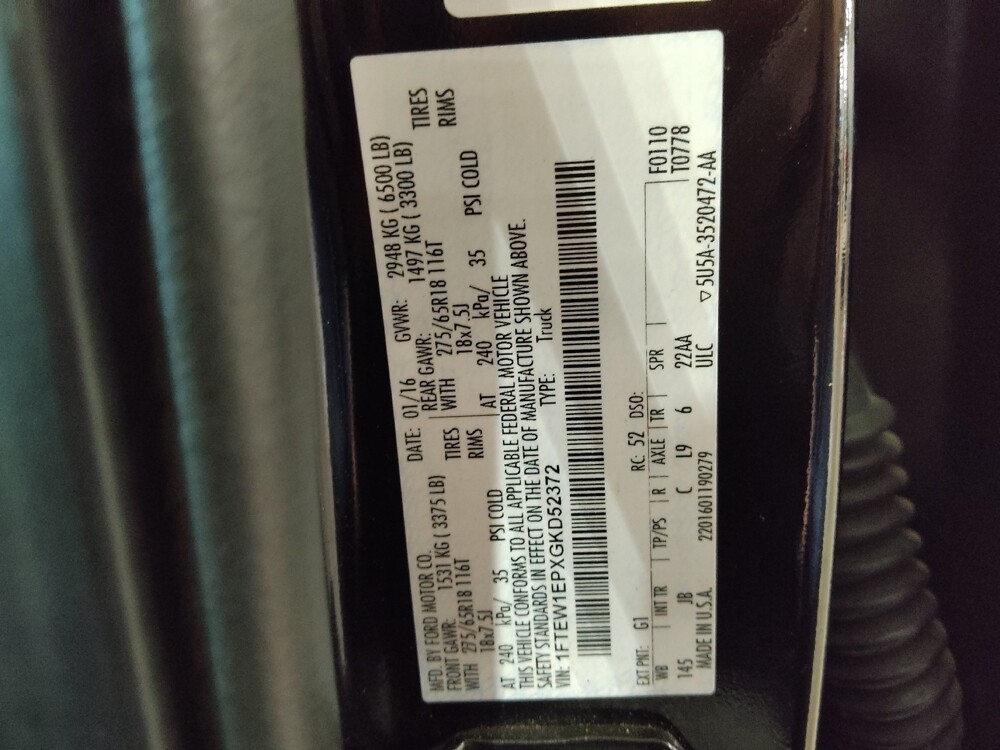 MFD. BY FORD MOTOR CO. DATE: 01/16 GVWR: 2948 KG ( 6500 LB)
FRONT GAWR: 1531 KG ( 3375 LB) REAR GAWR: 1497 KG ( 3300 LB)
WITH 275/65R18 116T TIRES WITH 275/65R18 116T TIRES
18x7.5J RIMS 18x7.5J RIMS
AT 240 kPa/ 35 PSI COLD AT 240 kPa/ 35 PSI COLD
THIS VEHICLE CONFORMS TO ALL APPLICABLE FEDERAL MOTOR VEHICLE
SAFETY STANDARDS IN EFFECT ON THE DATE OF MANUFACTURE SHOWN ABOVE.
VIN: 1FTEW1EPXGKD52372 TYPE: Truck
EXT PNT: G1 RC: 52 DSO: F0110
WB INT TR TP/PS R AXLE TR SPR T0778
145 JB C L9 6 22AA
MADE IN U.S.A. 2201601190279 ULC ▽5U5A-3520472-AA